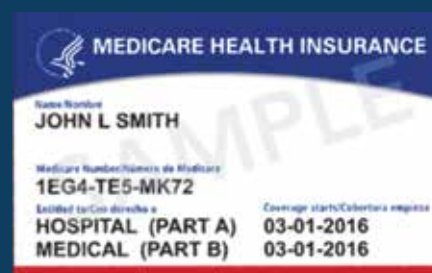 MEDICARE HEALTH INSURANCE
SAMPLE
Name/Nombre
JOHN L SMITH
Medicare Number/Número de Medicare
1EG4-TE5-MK72
Entitled to/Con derecho a Coverage starts/Cobertura empieza
HOSPITAL (PART A) 03-01-2016
MEDICAL (PART B) 03-01-2016